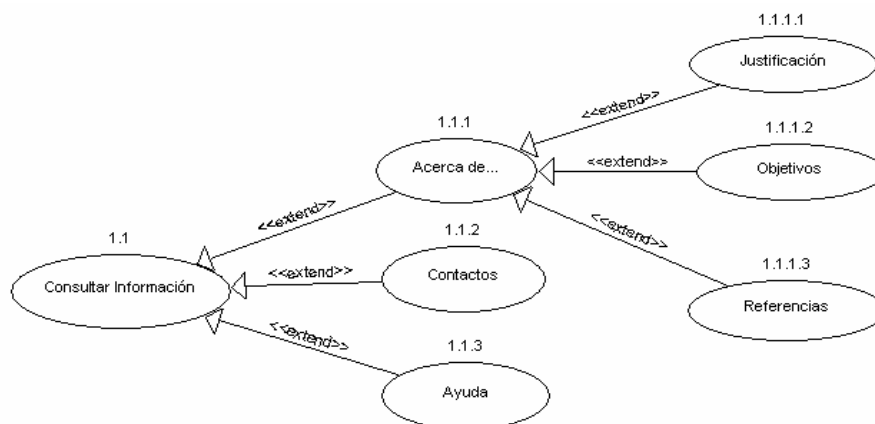 1.1.1.1
Justificación
<<extend>>
1.1.1
1.1.1.2
Acerca de...
<<extend>>
Objetivos
<<extend>>
<<extend>>
1.1
1.1.2
1.1.1.3
Consultar Información
<<extend>>
Contactos
Referencias
<<extend>>
1.1.3
Ayuda